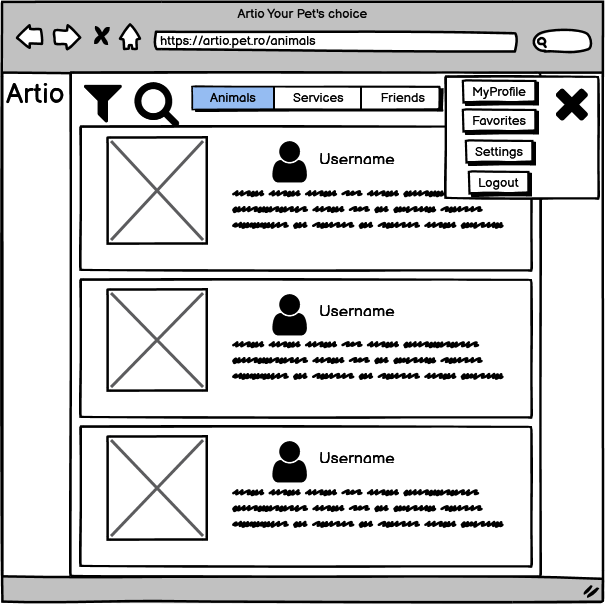 Artio Your Pet's choice
https://artio.pet.ro/animals
Artio
Animals
Services
Friends
MyProfile
Favorites
Settings
Logout
Username
Username
Username